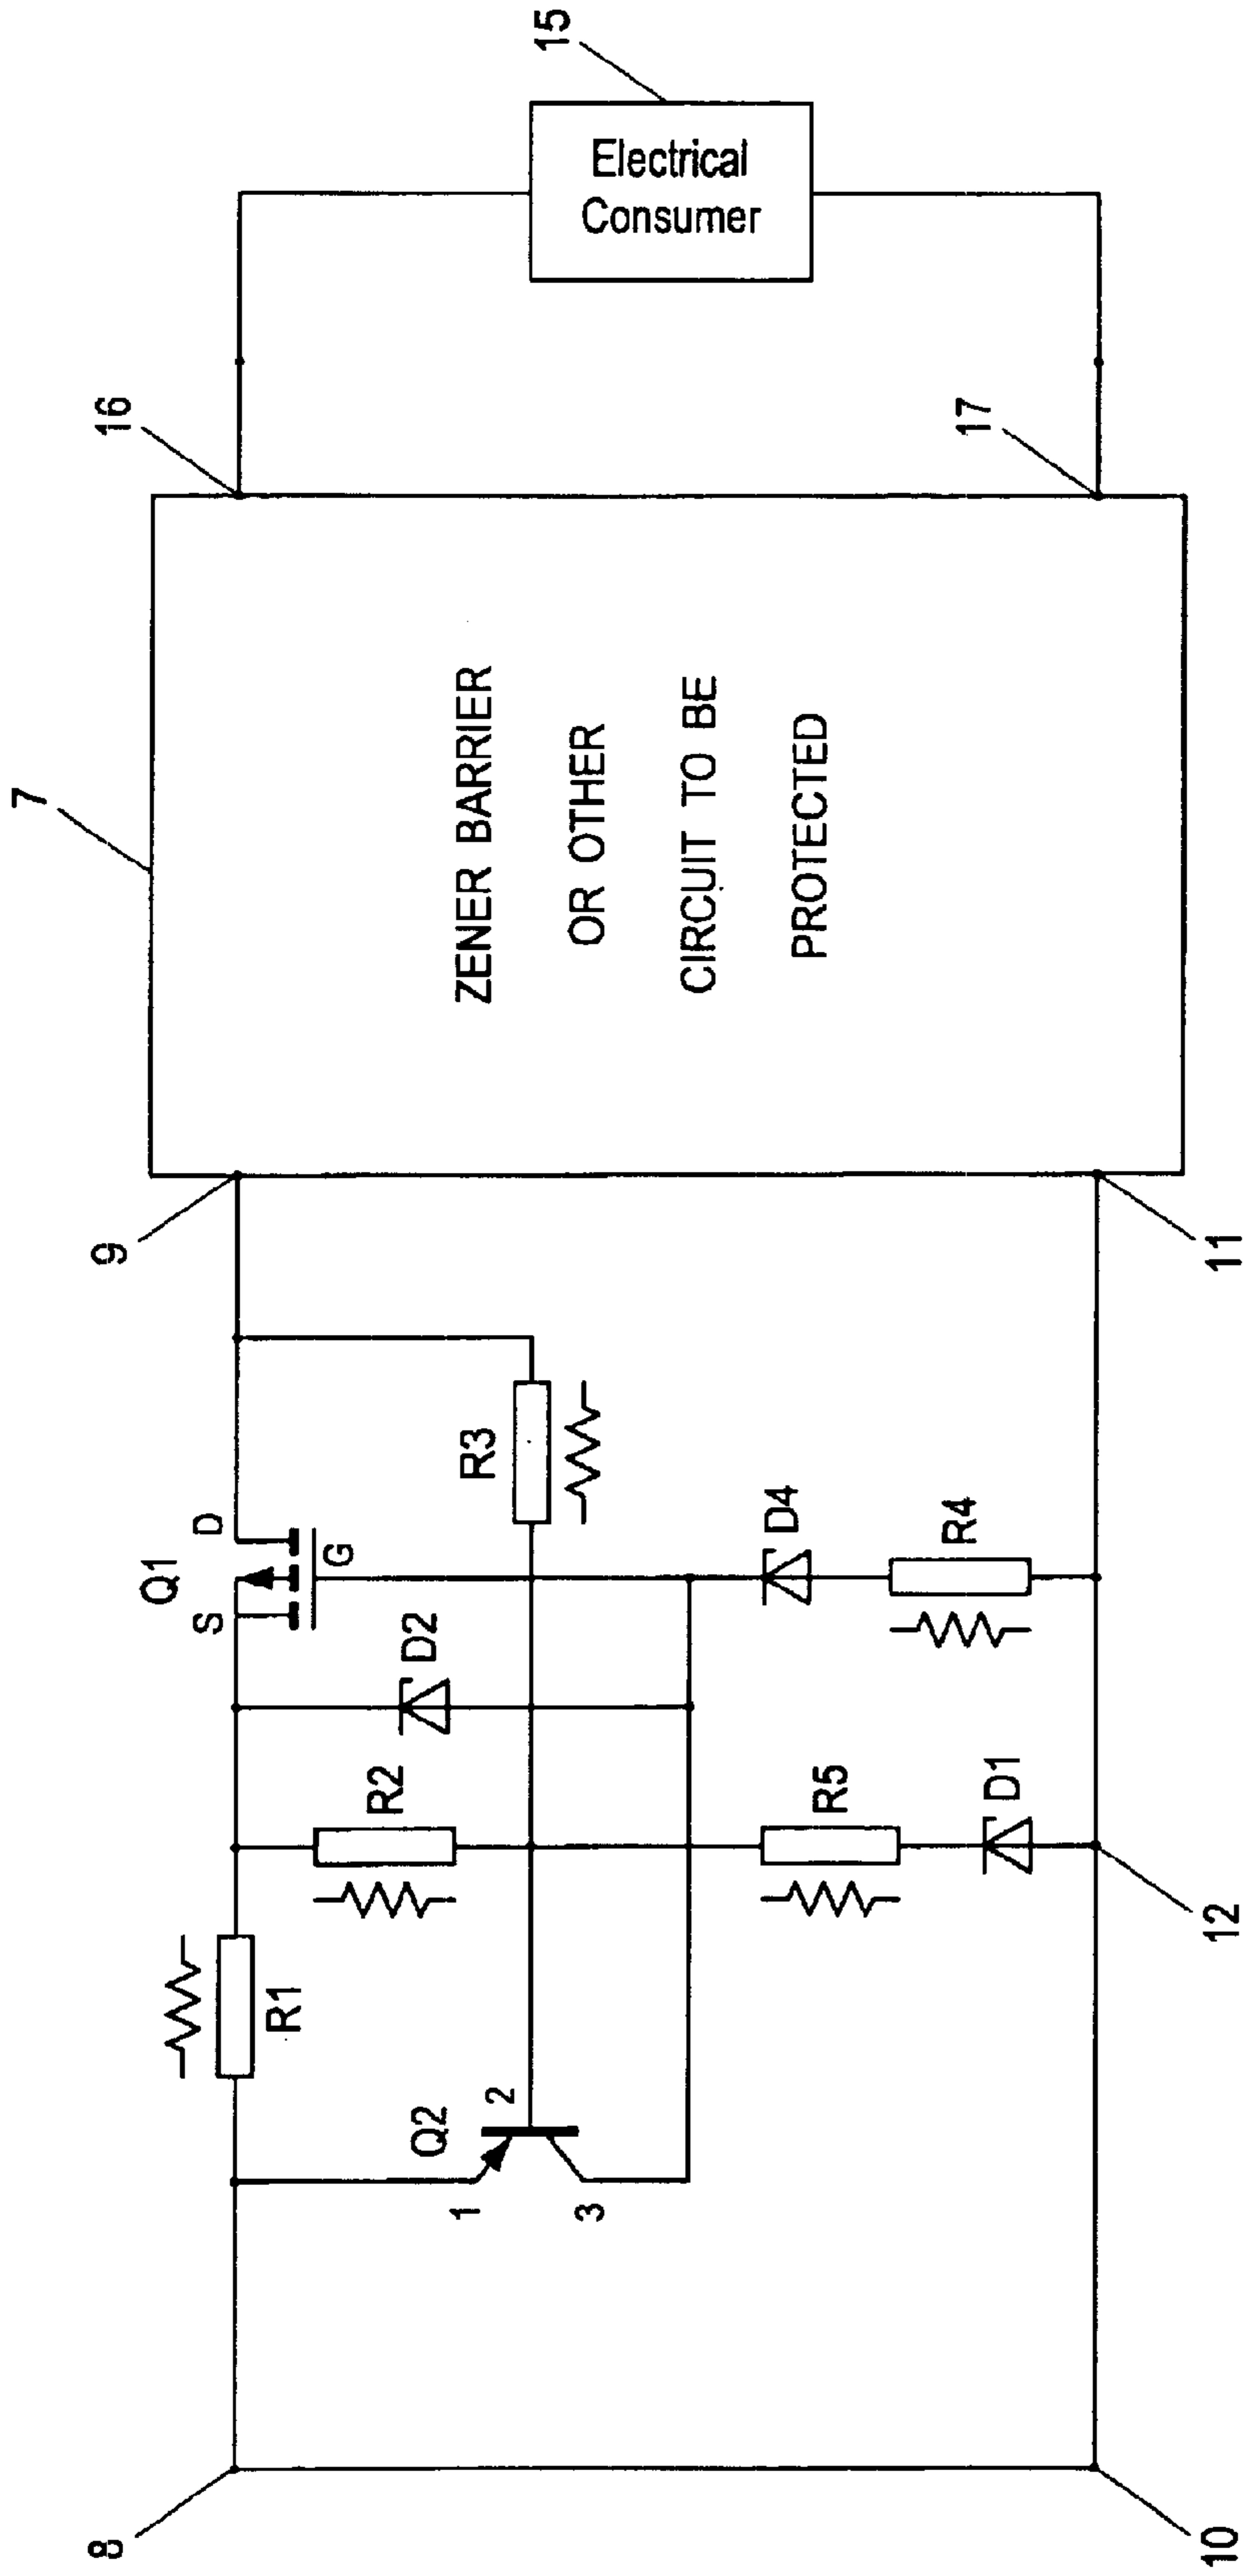 7
8
9
16
15
Q1
S
D
G
R1
R2
D2
R3
Q2
1
2
3
R5
D1
D4
R4
ZENER BARRIER
OR OTHER
CIRCUIT TO BE
PROTECTED
Electrical
Consumer
10
12
11
17